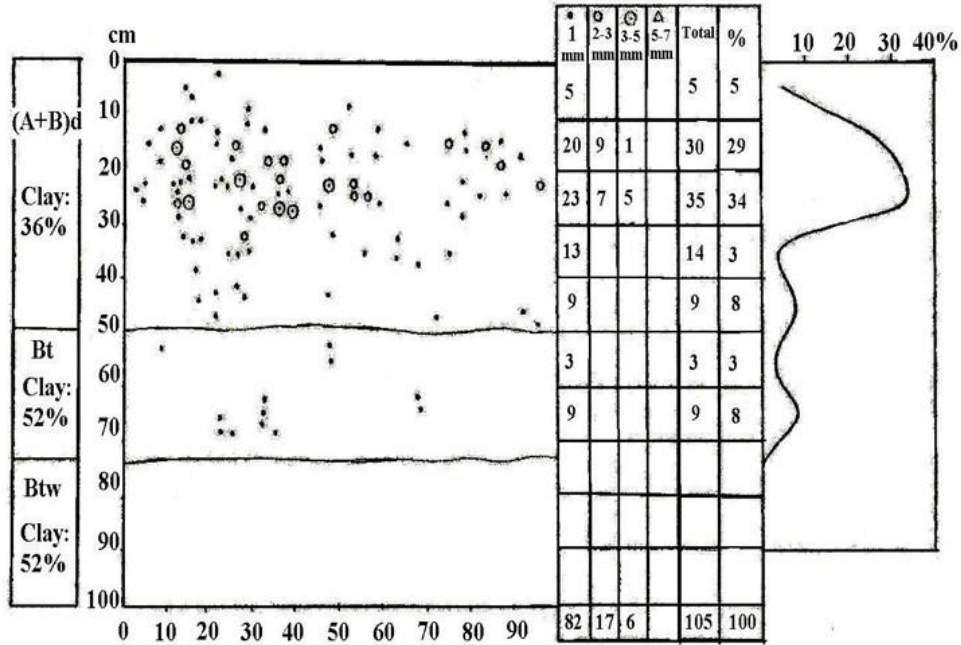 cm
0
10
20
30
40
50
60
70
80
90
100
(A+B)d
Clay:
36%
Bt
Clay:
52%
Btw
Clay:
52%
0 10 20 30 40 50 60 70 80 90
1 mm 2-3 mm 3-5 mm 5-7 mm Total %
5 5 5
20 9 1 30 29
23 7 5 35 34
13 14 3
9 9 8
3 3 3
9 9 8
82 17 6 105 100
10 20 30 40%